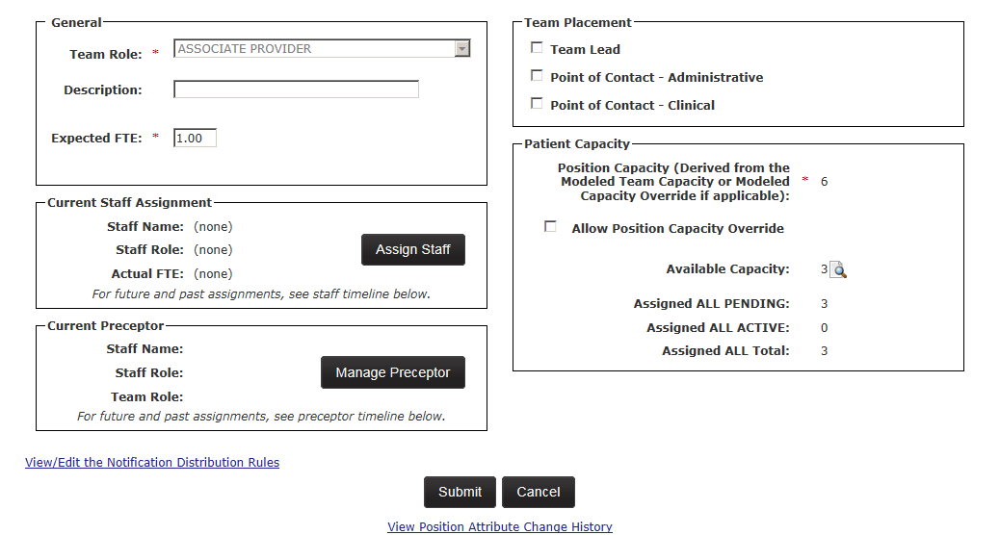 General
Team Role: * ASSOCIATE PROVIDER
Description:
Expected FTE: * 1.00
Current Staff Assignment
Staff Name: (none)
Staff Role: (none)
Actual FTE: (none)
Assign Staff
For future and past assignments, see staff timeline below.
Current Preceptor
Staff Name:
Staff Role:
Team Role:
Manage Preceptor
For future and past assignments, see preceptor timeline below.
Team Placement
Team Lead
Point of Contact - Administrative
Point of Contact - Clinical
Patient Capacity
Position Capacity (Derived from the
Modeled Team Capacity or Modeled * 6
Capacity Override if applicable):
Allow Position Capacity Override
Available Capacity: 3
Assigned ALL PENDING: 3
Assigned ALL ACTIVE: 0
Assigned ALL Total: 3
View/Edit the Notification Distribution Rules
Submit Cancel
View Position Attribute Change History